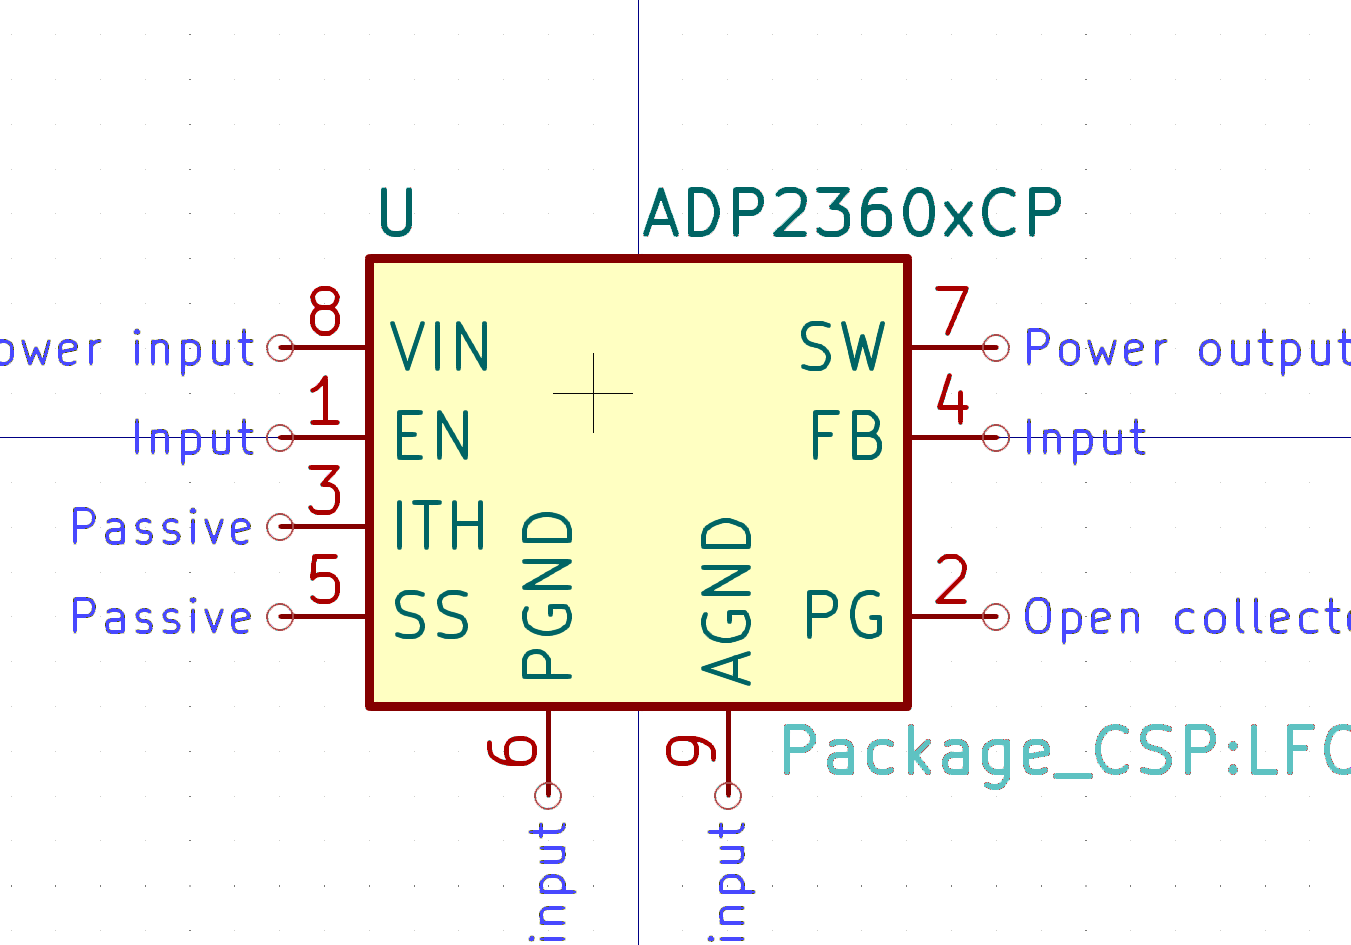 U ADP2360xCP
8 7
ower input VIN SW Power output
1 4
Input EN FB Input
3
Passive ITH
5 2
Passive SS PGND AGND PG Open collect
6 9 Package_CSP:LFC
input input